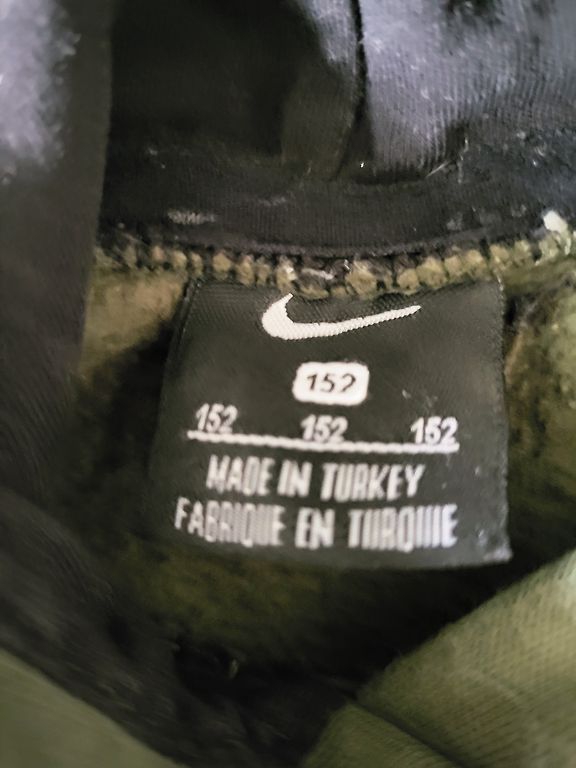 152
152 152 152
MADE IN TURKEY
FABRIQUE EN TURQUIE